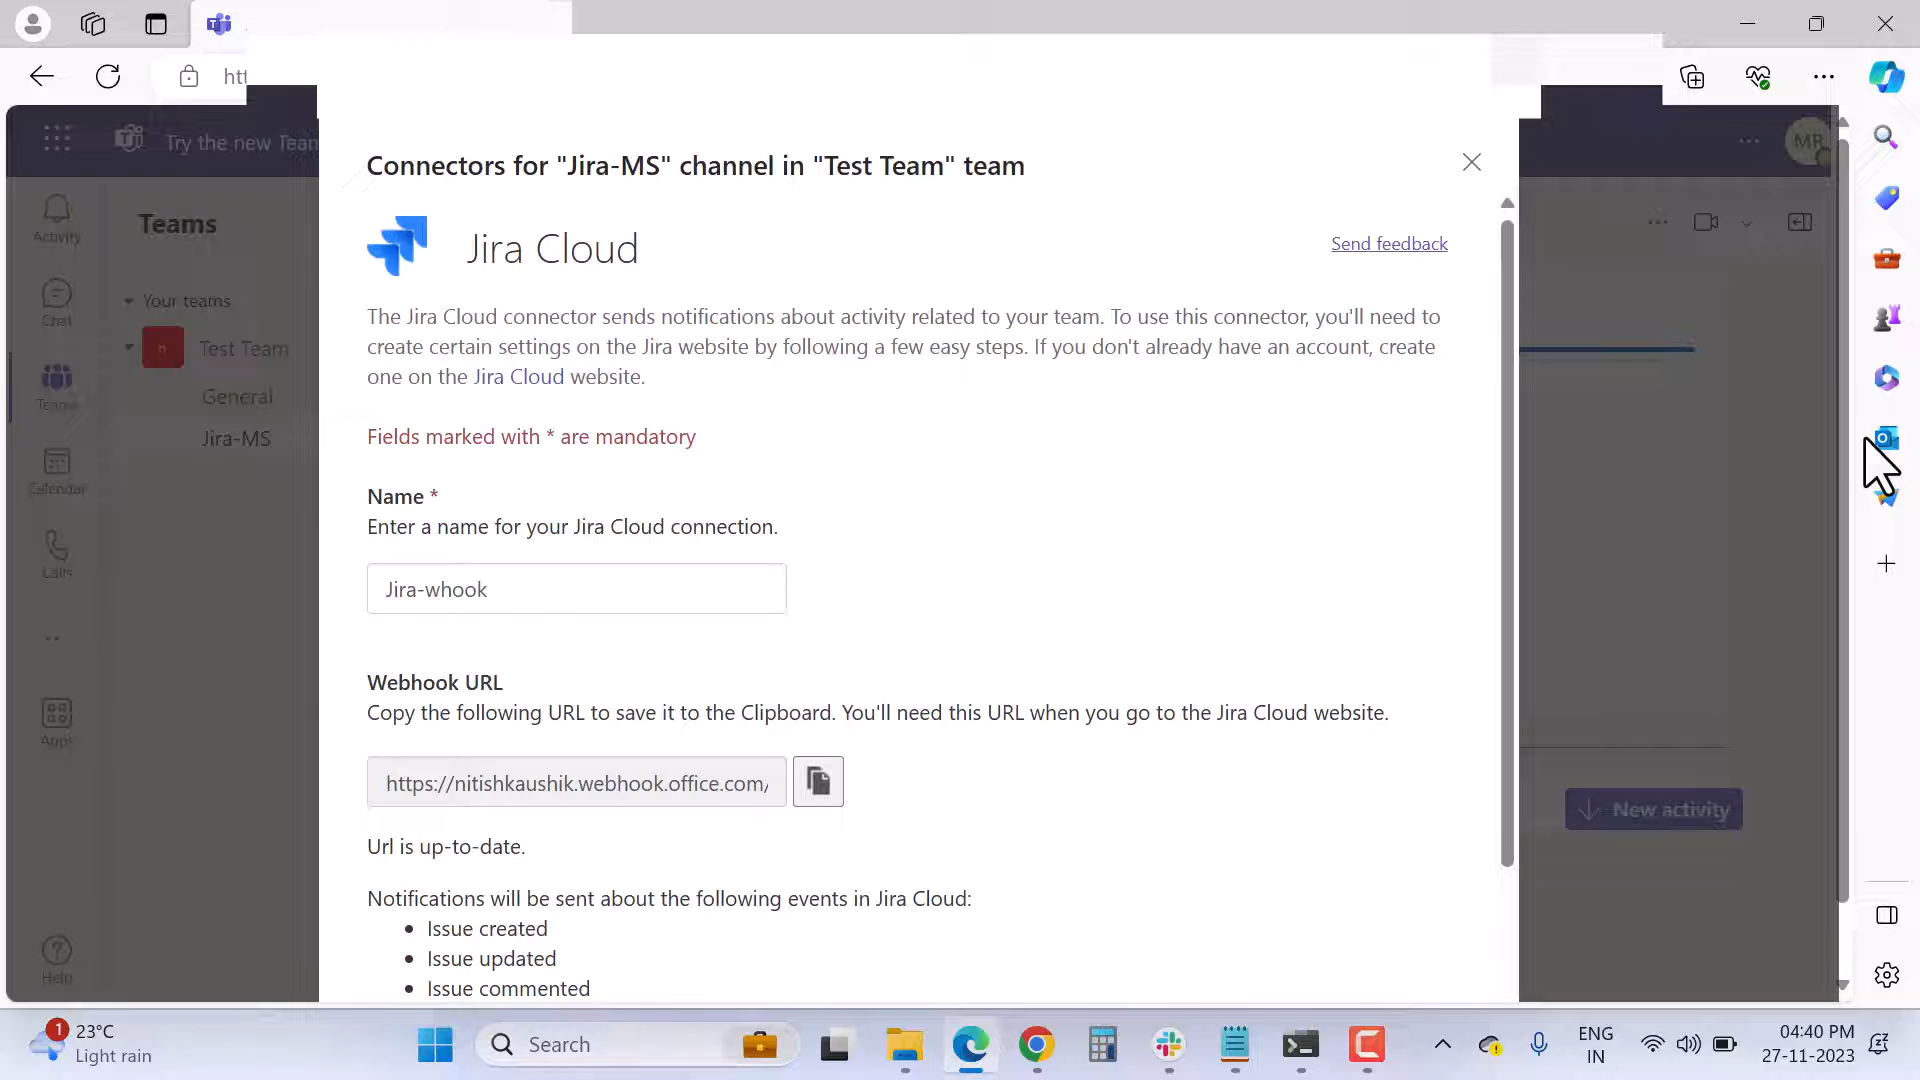 htt
Try the new Team
MR
Activity
Chat
Teams
Calendar
Calls
Apps
Help
Teams
Your teams
n
Test Team
General
Jira-MS
Connectors for "Jira-MS" channel in "Test Team" team
Jira Cloud
Send feedback
The Jira Cloud connector sends notifications about activity related to your team. To use this connector, you'll need to
create certain settings on the Jira website by following a few easy steps. If you don't already have an account, create
one on the Jira Cloud website.
Fields marked with * are mandatory
Name *
Enter a name for your Jira Cloud connection.
Jira-whook
Webhook URL
Copy the following URL to save it to the Clipboard. You'll need this URL when you go to the Jira Cloud website.
https://nitishkaushik.webhook.office.com/
Url is up-to-date.
Notifications will be sent about the following events in Jira Cloud:
• Issue created
• Issue updated
• Issue commented
New activity
1
23°C
Light rain
Search
ENG
IN
04:40 PM
27-11-2023